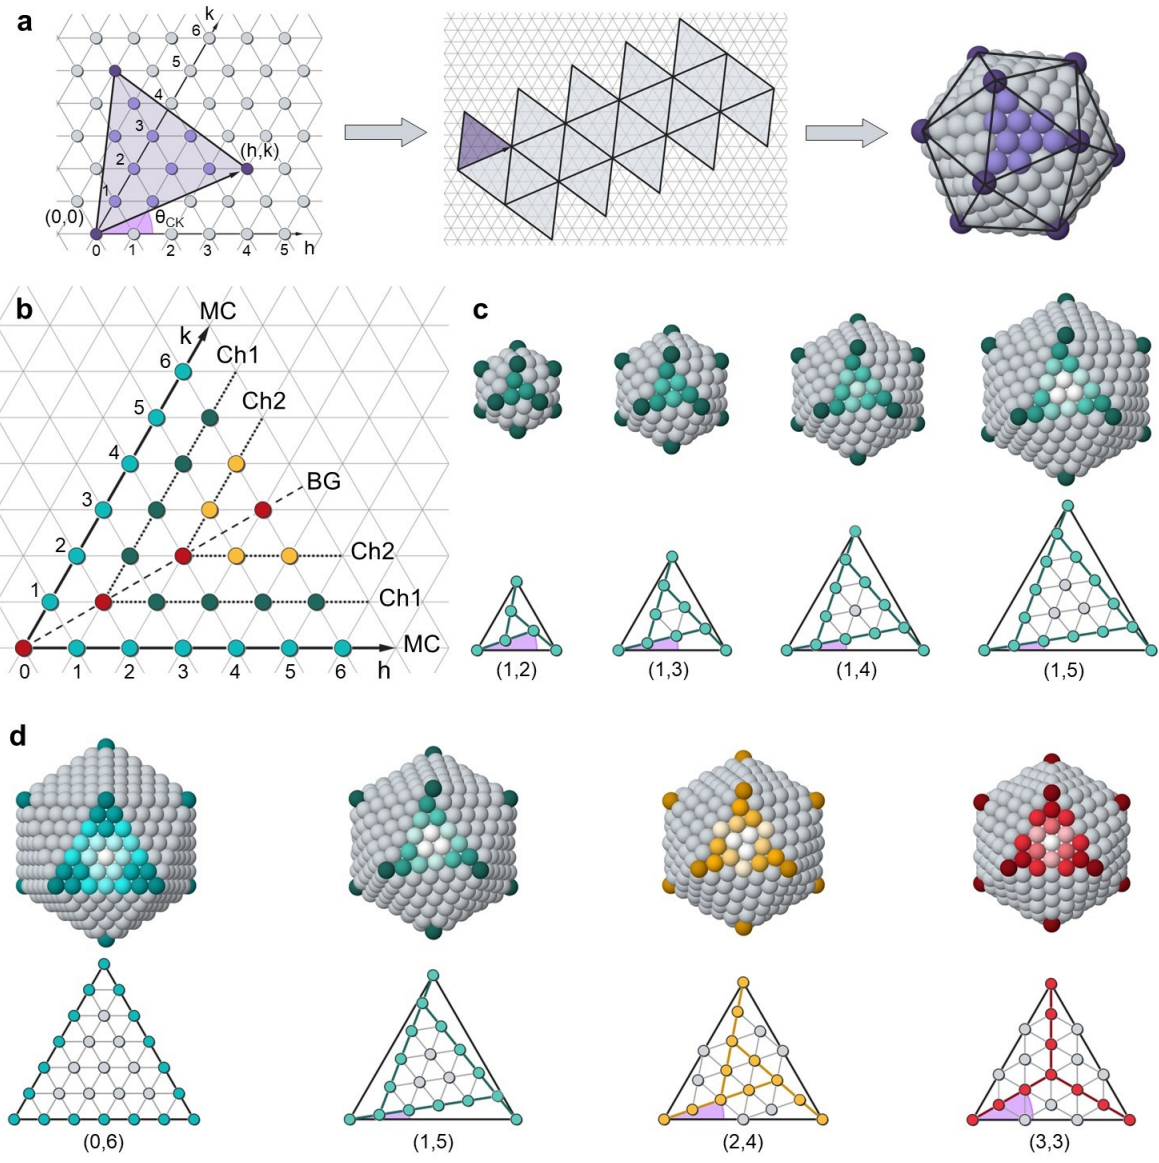 a
k
6
5
4
3
(h,k)
2
1
(0,0)
θCK
0 1 2 3 4 5 h
b
MC
k
6
Ch1
5
Ch2
4
BG
3
2
Ch2
1
Ch1
MC
0 1 2 3 4 5 6 h
c
(1,2) (1,3) (1,4) (1,5)
d
(0,6) (1,5) (2,4) (3,3)